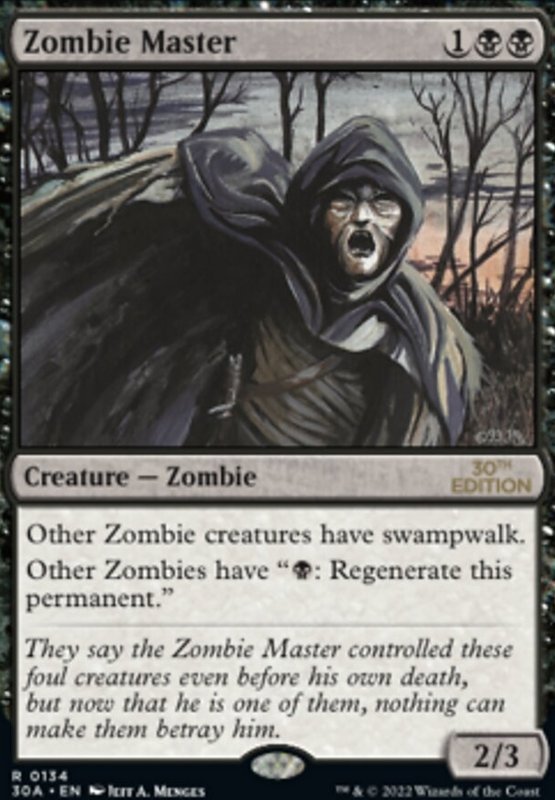 Zombie Master 1
Creature — Zombie
30TH
EDITION
Other Zombie creatures have swampwalk.
Other Zombies have “: Regenerate this
permanent.”
They say the Zombie Master controlled these
foul creatures even before his own death,
but now that he is one of them, nothing can
make them betray him.
2/3
R 0134
30A • EN Jeff A. Menges
™ & © 2022 Wizards of the Coast